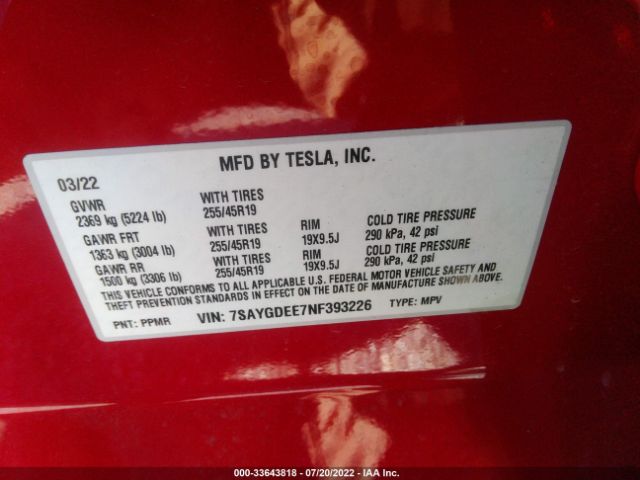 MFD BY TESLA, INC.
03/22
GVWR WITH TIRES
2369 kg (5224 lb) 255/45R19
GAWR FRT WITH TIRES RIM COLD TIRE PRESSURE
1363 kg (3004 lb) 255/45R19 19X9.5J 290 kPa, 42 psi
GAWR RR WITH TIRES RIM COLD TIRE PRESSURE
1500 kg (3306 lb) 255/45R19 19X9.5J 290 kPa, 42 psi
THIS VEHICLE CONFORMS TO ALL APPLICABLE U.S. FEDERAL MOTOR VEHICLE SAFETY AND
THEFT PREVENTION STANDARDS IN EFFECT ON THE DATE OF MANUFACTURE SHOWN ABOVE.
PNT: PPMR VIN: 7SAYGDEE7NF393226 TYPE: MPV
000-33643818 - 07/20/2022 - IAA Inc.